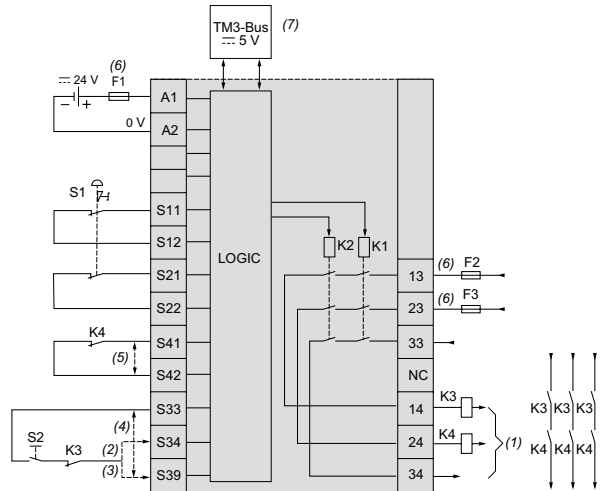 TM3-Bus
5 V
(7)
(6)
24 V
F1
− +
0 V
A1
A2
S1
S11
S12
S21
S22
K4
(5)
S41
S42
S33
(4)
S2
K3
(2)
(3)
S34
S39
LOGIC
K2
K1
13
(6)
F2
23
(6)
F3
33
NC
14
K3
24
K4
34
(1)
K3 K3 K3
K4 K4 K4